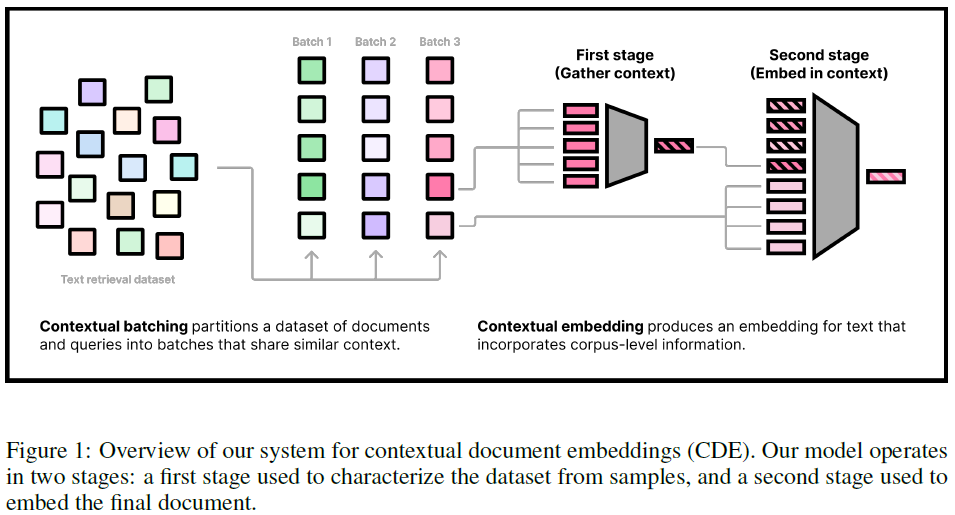 Batch 1 Batch 2 Batch 3
First stage
(Gather context)
Second stage
(Embed in context)
Text retrieval dataset
Contextual batching partitions a dataset of documents
and queries into batches that share similar context.
Contextual embedding produces an embedding for text that
incorporates corpus-level information.
Figure 1: Overview of our system for contextual document embeddings (CDE). Our model operates
in two stages: a first stage used to characterize the dataset from samples, and a second stage used to
embed the final document.